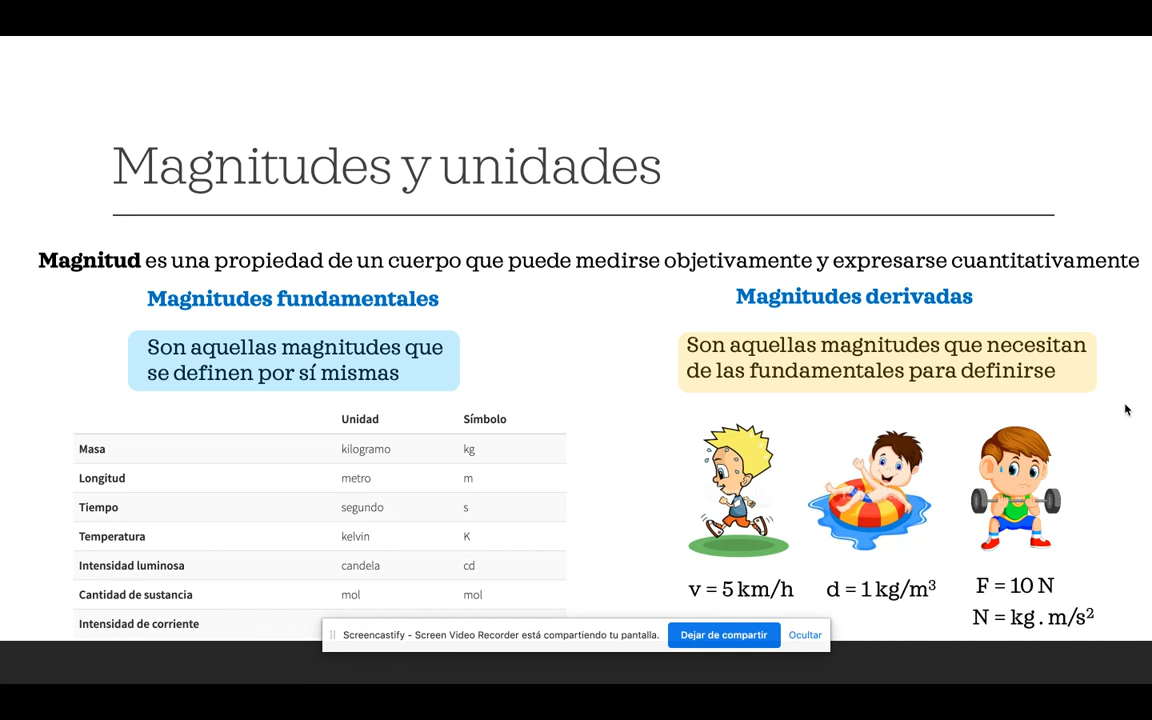 Magnitudes y unidades
Magnitud es una propiedad de un cuerpo que puede medirse objetivamente y expresarse cuantitativamente
Magnitudes fundamentales
Son aquellas magnitudes que
se definen por sí mismas
Unidad Símbolo
Masa kilogramo kg
Longitud metro m
Tiempo segundo s
Temperatura kelvin K
Intensidad luminosa candela cd
Cantidad de sustancia mol mol
Intensidad de corriente
Magnitudes derivadas
Son aquellas magnitudes que necesitan
de las fundamentales para definirse
v = 5 km/h d = 1 kg/m³ F = 10 N
N = kg . m/s²
Screencastify - Screen Video Recorder está compartiendo tu pantalla. Dejar de compartir Ocultar